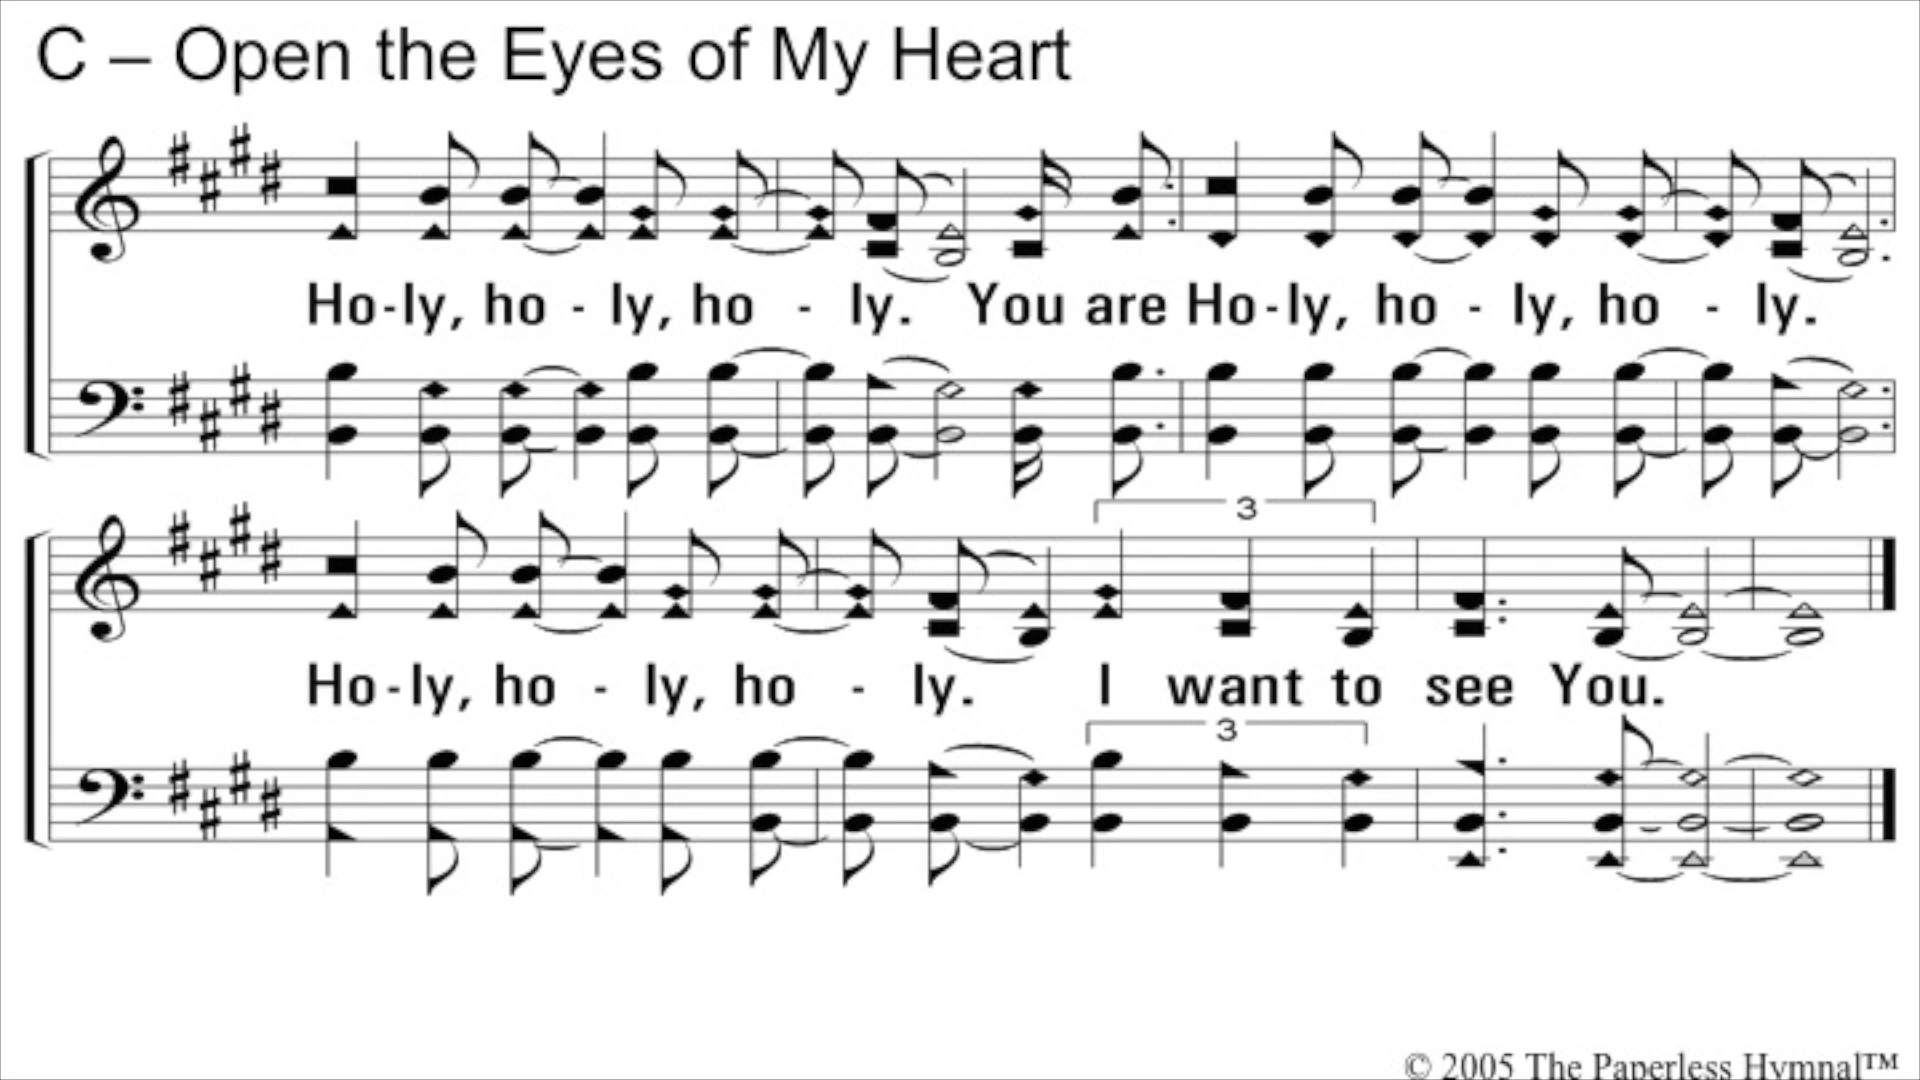 C – Open the Eyes of My Heart
Ho-ly, ho - ly, ho - ly. You are Ho-ly, ho - ly, ho - ly.
3
Ho-ly, ho - ly, ho - ly. I want to see You.
3
© 2005 The Paperless Hymnal™